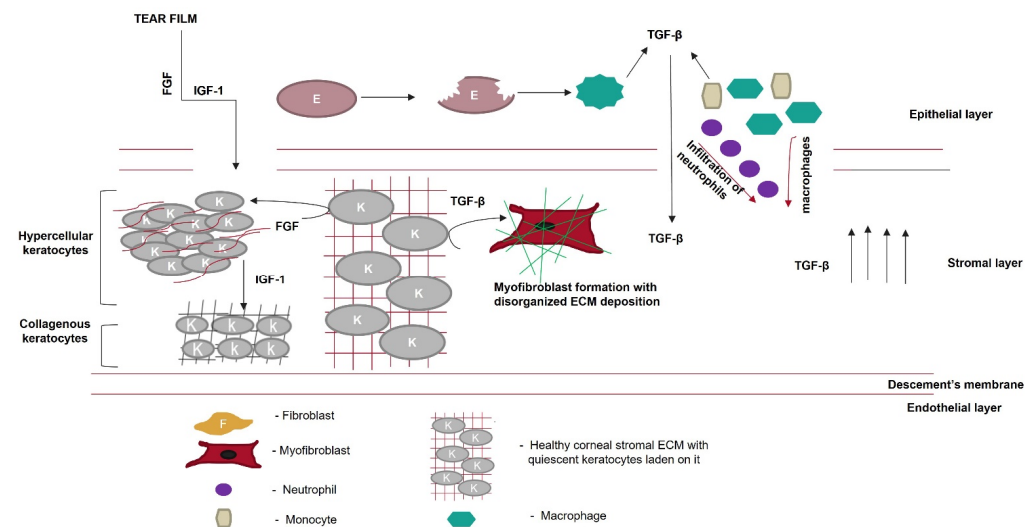 TEAR FILM
FGF
IGF-1
E
E
TGF-β
Epithelial layer
Infiltration of
neutrophils
macrophages
Hypercellular
keratocytes
K
K
K
K
K
K
K
K
K
K
FGF
IGF-1
K
K
K
K
K
K
TGF-β
Myofibroblast formation with
disorganized ECM deposition
TGF-β
TGF-β
Stromal layer
Collagenous
keratocytes
K
k
k
K
k
k
Descement's membrane
Endothelial layer
F
- Fibroblast
- Myofibroblast
- Neutrophil
- Monocyte
K
K
K
K
K
K
- Healthy corneal stromal ECM with
quiescent keratocytes laden on it
- Macrophage